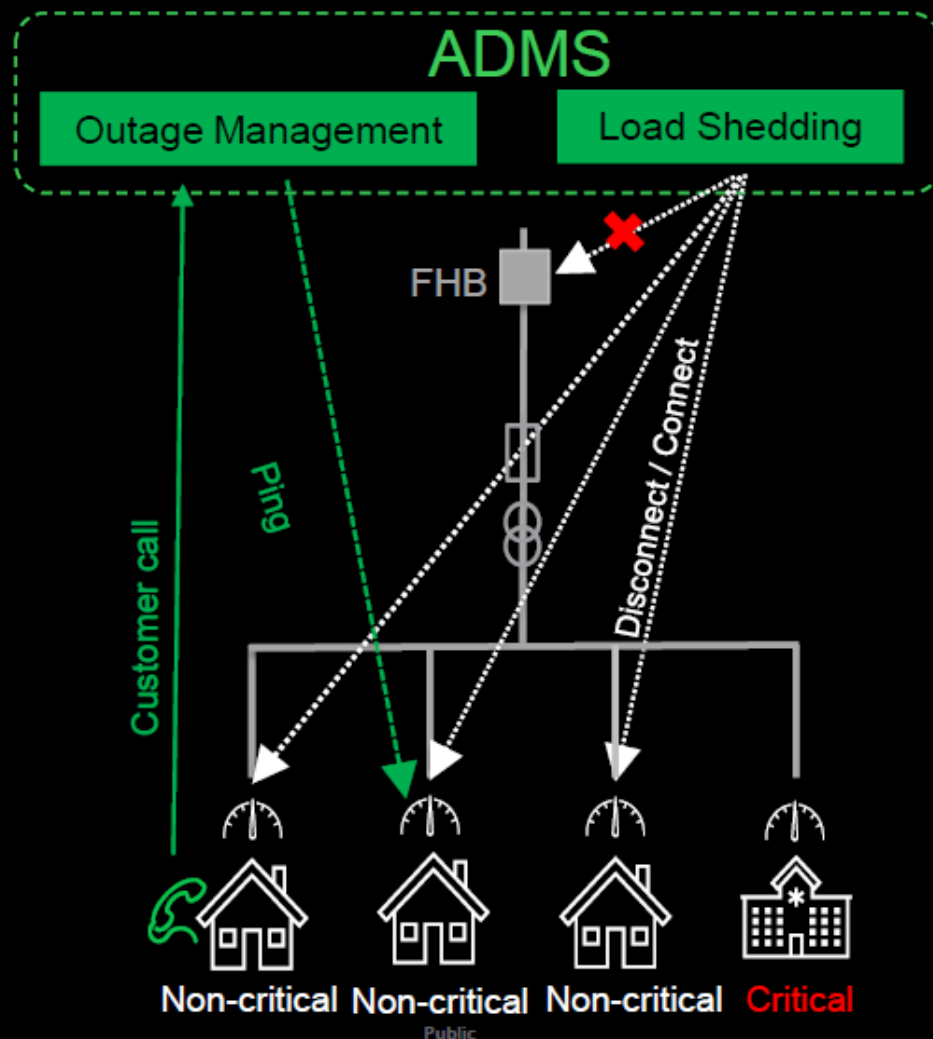 ADMS
Outage Management
Load Shedding
FHB
Customer call
Ping
Disconnect / Connect
Non-critical
Non-critical
Non-critical
Critical
Public